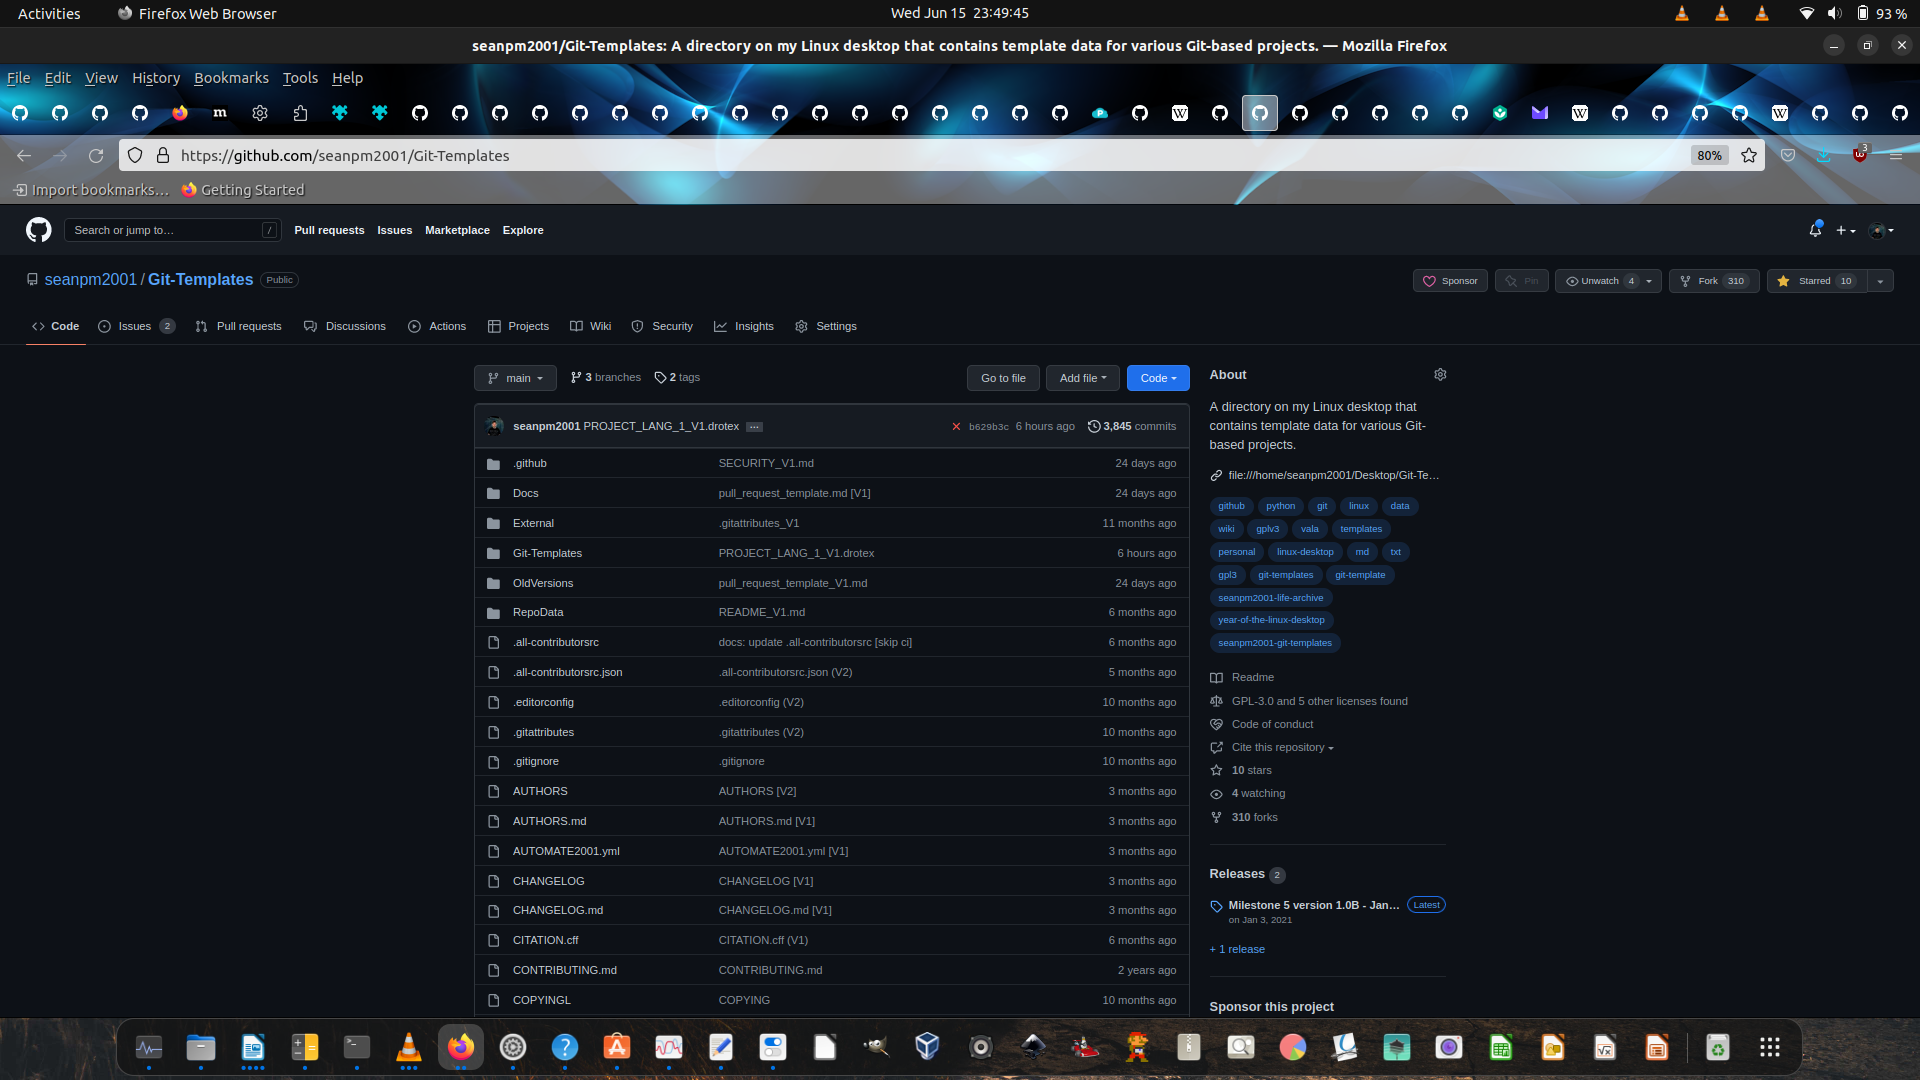 Activities Firefox Web Browser Wed Jun 15 23:49:45 93 %
seanpm2001/Git-Templates: A directory on my Linux desktop that contains template data for various Git-based projects. — Mozilla Firefox
File Edit View History Bookmarks Tools Help
https://github.com/seanpm2001/Git-Templates 80% 3
Import bookmarks… Getting Started
Search or jump to… / Pull requests Issues Marketplace Explore
seanpm2001 / Git-Templates Public Sponsor Pin Unwatch 4 Fork 310 Starred 10
Code Issues 2 Pull requests Discussions Actions Projects Wiki Security Insights Settings
main 3 branches 2 tags Go to file Add file Code
seanpm2001 PROJECT_LANG_1_V1.drotex ... b629b3c 6 hours ago 3,845 commits
.github SECURITY_V1.md 24 days ago
Docs pull_request_template.md [V1] 24 days ago
External .gitattributes_V1 11 months ago
Git-Templates PROJECT_LANG_1_V1.drotex 6 hours ago
OldVersions pull_request_template_V1.md 24 days ago
RepoData README_V1.md 6 months ago
.all-contributorsrc docs: update .all-contributorsrc [skip ci] 6 months ago
.all-contributorsrc.json .all-contributorsrc.json (V2) 5 months ago
.editorconfig .editorconfig (V2) 10 months ago
.gitattributes .gitattributes (V2) 10 months ago
.gitignore .gitignore 10 months ago
AUTHORS AUTHORS [V2] 3 months ago
AUTHORS.md AUTHORS.md [V1] 3 months ago
AUTOMATE2001.yml AUTOMATE2001.yml [V1] 3 months ago
CHANGELOG CHANGELOG [V1] 3 months ago
CHANGELOG.md CHANGELOG.md [V1] 3 months ago
CITATION.cff CITATION.cff (V1) 6 months ago
CONTRIBUTING.md CONTRIBUTING.md 2 years ago
COPYINGL COPYING 10 months ago
About
A directory on my Linux desktop that
contains template data for various Git-
based projects.
file:///home/seanpm2001/Desktop/Git-Te…
github python git linux data
wiki gplv3 vala templates
personal linux-desktop md txt
gpl3 git-templates git-template
seanpm2001-life-archive
year-of-the-linux-desktop
seanpm2001-git-templates
Readme
GPL-3.0 and 5 other licenses found
Code of conduct
Cite this repository
10 stars
4 watching
310 forks
Releases 2
Milestone 5 version 1.0B - Jan... Latest
on Jan 3, 2021
+ 1 release
Sponsor this project